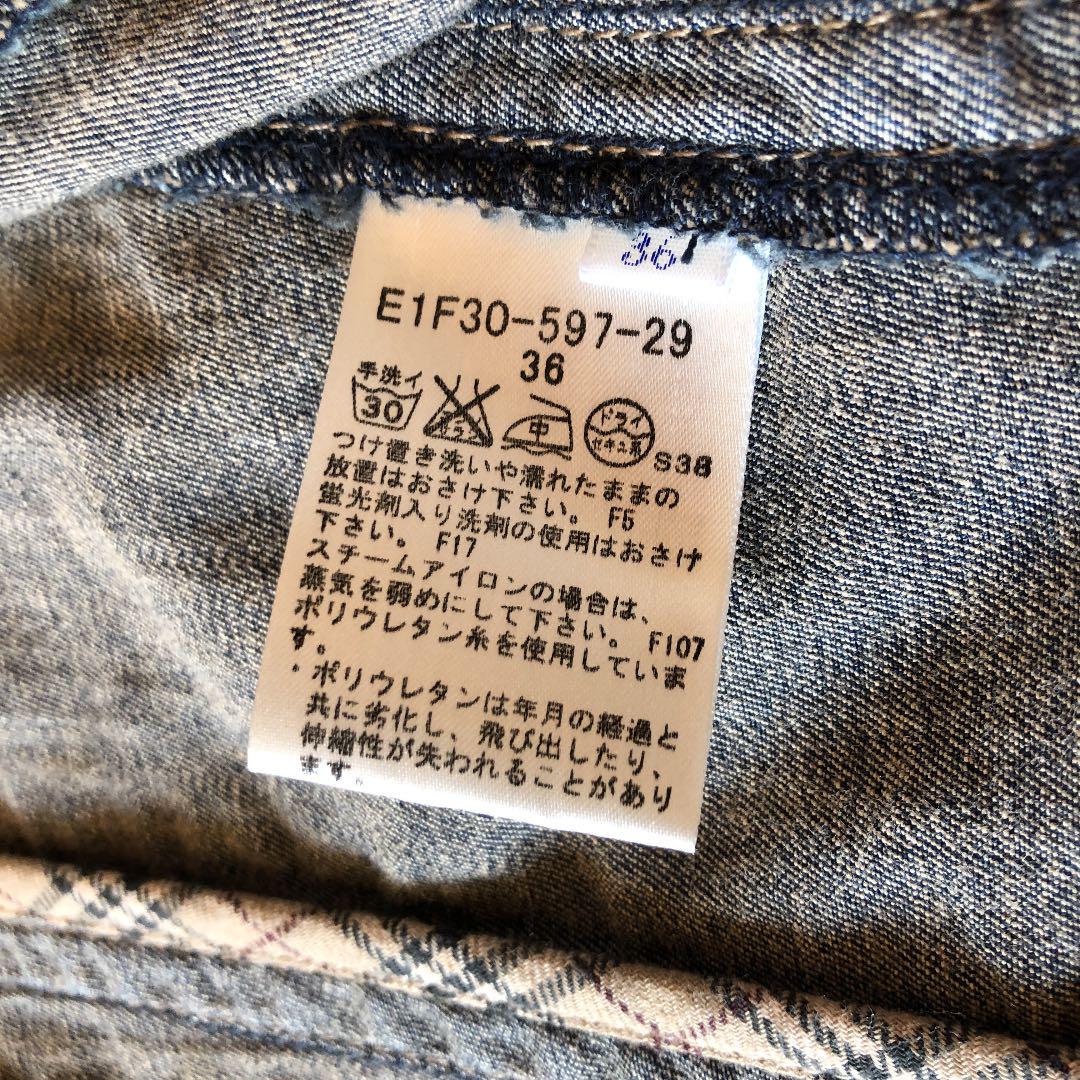 36
E1F30-597-29
36
手洗イ
30
エンソ
サラシ
中
ドライ
セキユ系
S38
つけ置き洗いや濡れたままの
放置はおさけ下さい。 F5
蛍光剤入り洗剤の使用はおさけ
下さい。 F17
スチームアイロンの場合は、
蒸気を弱めにして下さい。 F107
ポリウレタン糸を使用していま
す。
・ポリウレタンは年月の経過と
共に劣化し、飛び出したり、
伸縮性が失われることがあり
ます。